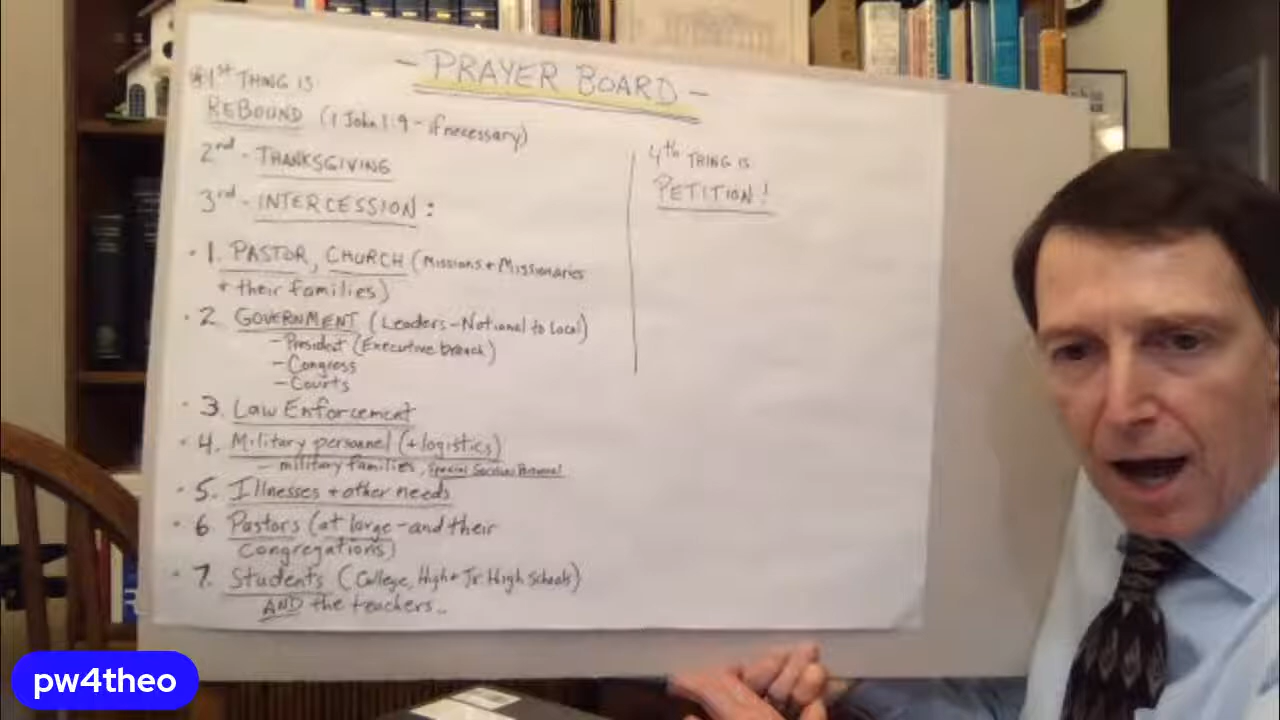 - PRAYER BOARD -
*1st THING IS
REBOUND (1 John 1:9 - if necessary)
2nd - THANKSGIVING
3rd - INTERCESSION :
• 1. PASTOR, CHURCH (Missions + Missionaries
+ their families)
• 2 GOVERNMENT (Leaders - National to Local)
- President (Executive branch)
- Congress
- Courts
• 3. Law Enforcement
• 4. Military personnel (+ logistics)
- military families, Special Services Personnel
• 5. Illnesses + other needs
• 6 Pastors (at large - and their
Congregations)
• 7. Students (College, High + Jr High Schools)
AND the teachers..
4th THING IS
PETITION!
pw4theo